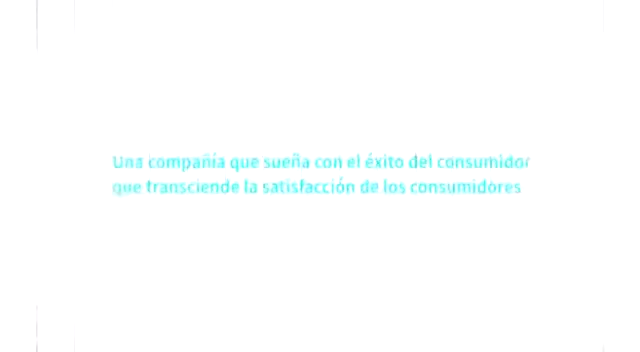 Una compañía que sueña con el éxito del consumidor
que transciende la satisfacción de los consumidores